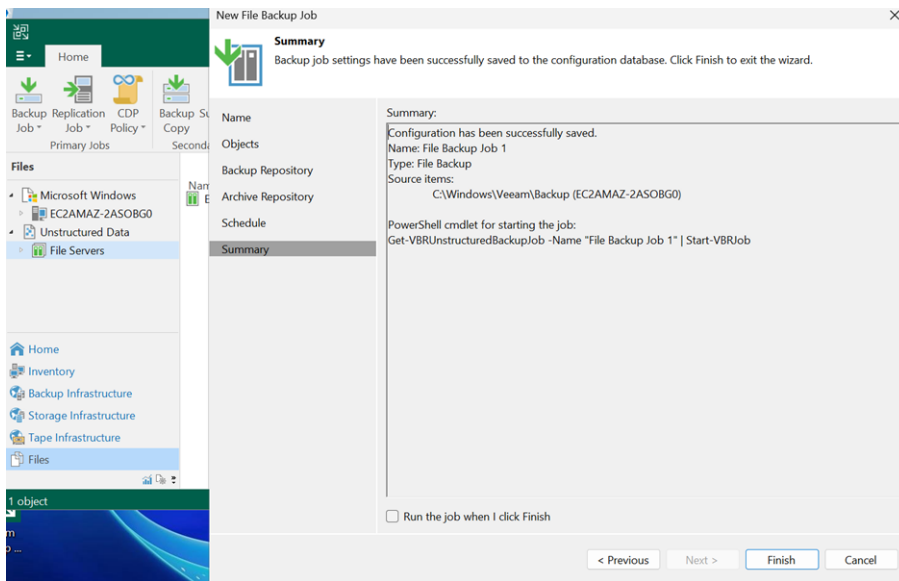 New File Backup Job
Home
Backup Job
Replication Job
CDP Policy
Backup Copy
Primary Jobs
Files
Microsoft Windows
EC2AMAZ-2ASOBG0
Unstructured Data
File Servers
Home
Inventory
Backup Infrastructure
Storage Infrastructure
Tape Infrastructure
Files
1 object
Summary
Backup job settings have been successfully saved to the configuration database. Click Finish to exit the wizard.
Name
Objects
Backup Repository
Archive Repository
Schedule
Summary
Summary:
Configuration has been successfully saved.
Name: File Backup Job 1
Type: File Backup
Source items:
C:\Windows\Veeam\Backup (EC2AMAZ-2ASOBG0)
PowerShell cmdlet for starting the job:
Get-VBRUnstructuredBackupJob -Name "File Backup Job 1" | Start-VBRJob
Run the job when I click Finish
< Previous
Next >
Finish
Cancel